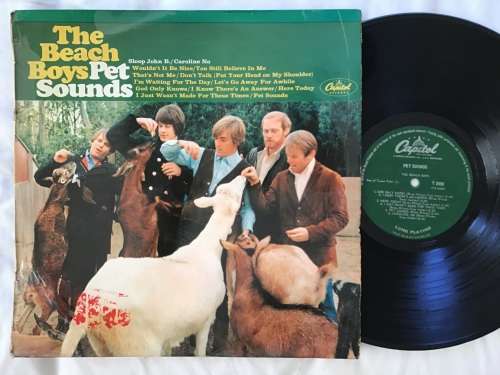 The
Beach
Boys Pet
Sounds
Sloop John B./Caroline No
Wouldn't It Be Nice/You Still Believe In Me
That's Not Me/Don't Talk (Put Your Head on My Shoulder)
I'm Waiting For The Day/Let's Go Away For Awhile
God Only Knows/I Know There's An Answer/Here Today
I Just Wasn't Made For These Times/Pet Sounds
Capitol
Capitol
PET SOUNDS
THE BEACH BOYS
LONG PLAYING